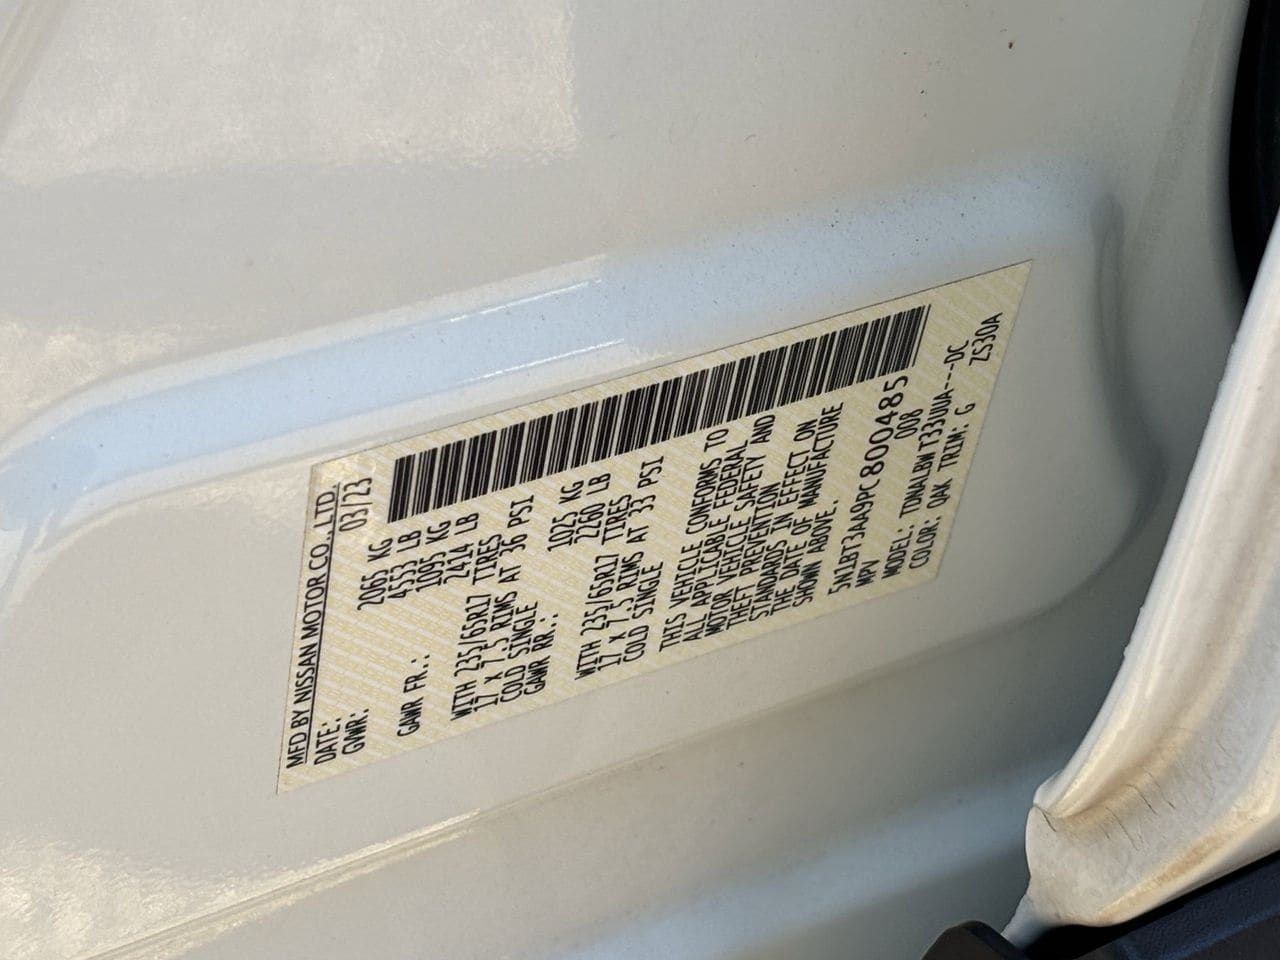 MFD BY NISSAN MOTOR CO.,LTD.
DATE: 03/23
GVWR: 2065 KG
4553 LB
GAWR FR.: 1095 KG
2414 LB
WITH 235/65R17 TIRES
17 X 7.5 RIMS AT 36 PSI
COLD SINGLE
GAWR RR.: 1025 KG
2260 LB
WITH 235/65R17 TIRES
17 X 7.5 RIMS AT 33 PSI
COLD SINGLE
THIS VEHICLE CONFORMS TO
ALL APPLICABLE FEDERAL
MOTOR VEHICLE SAFETY AND
THEFT PREVENTION
STANDARDS IN EFFECT ON
THE DATE OF MANUFACTURE
SHOWN ABOVE.
5N1BT3AA9PC800485
MPV 008
MODEL: TDNALBWT33UUA---DC
COLOR: QAK TRIM: G ZS30A